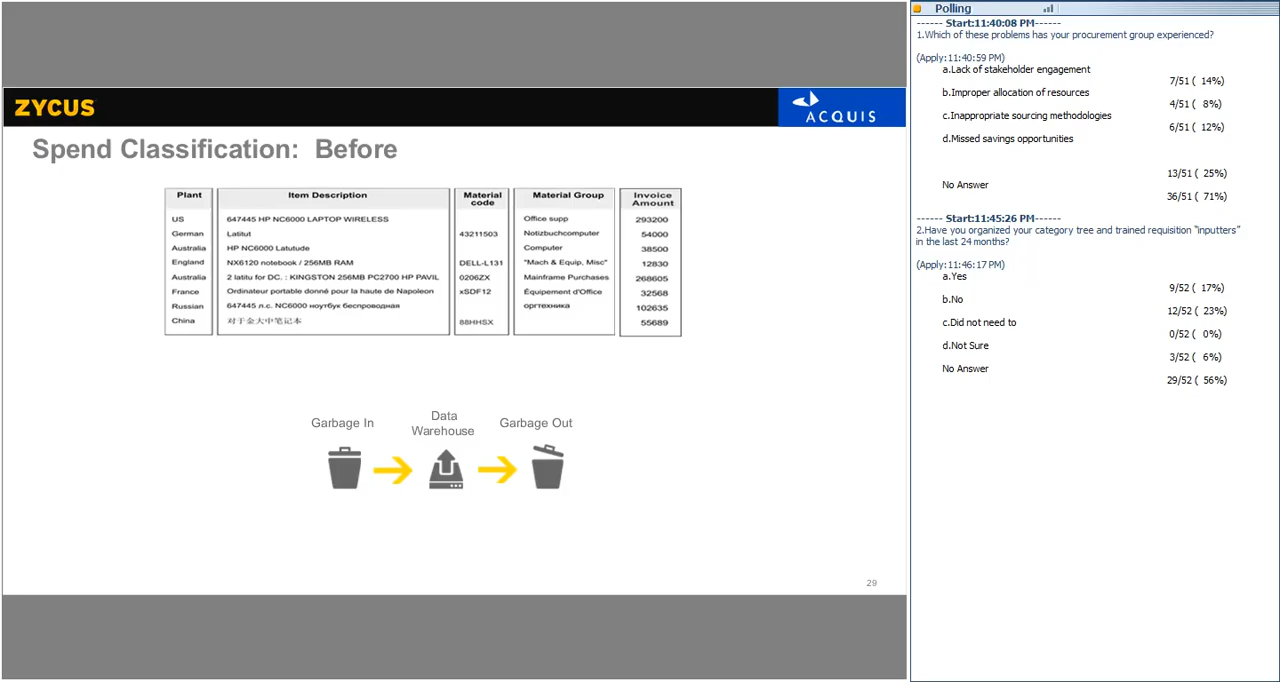 ZYCUS
ACQUIS
Spend Classification: Before
Plant Item Description Material code Material Group Invoice Amount
US 647445 HP NC6000 LAPTOP WIRELESS Office supp 293200
German Latitut 43211503 Notizbuchcomputer 54000
Australia HP NC6000 Latutude Computer 38500
England NX6120 notebook / 256MB RAM DELL-L131 "Mach & Equip, Misc" 12830
Australia 2 latitu for DC. : KINGSTON 256MB PC2700 HP PAVIL 0206ZX Mainframe Purchases 268605
France Ordinateur portable donné pour la haute de Napoleon xSDF12 Équipement d'Office 32568
Russian 647445 л.с. NC6000 ноутбук беспроводная оргтехника 102635
China 对于金大中笔记本 88HHSX 55689
Garbage In
Data Warehouse
Garbage Out
29
Polling
------ Start:11:40:08 PM------
1.Which of these problems has your procurement group experienced?
(Apply:11:40:59 PM)
a.Lack of stakeholder engagement
7/51 ( 14%)
b.Improper allocation of resources
4/51 ( 8%)
c.Inappropriate sourcing methodologies
6/51 ( 12%)
d.Missed savings opportunities
13/51 ( 25%)
No Answer
36/51 ( 71%)
------ Start:11:45:26 PM------
2.Have you organized your category tree and trained requisition "inputters"
in the last 24 months?
(Apply:11:46:17 PM)
a.Yes
9/52 ( 17%)
b.No
12/52 ( 23%)
c.Did not need to
0/52 ( 0%)
d.Not Sure
3/52 ( 6%)
No Answer
29/52 ( 56%)